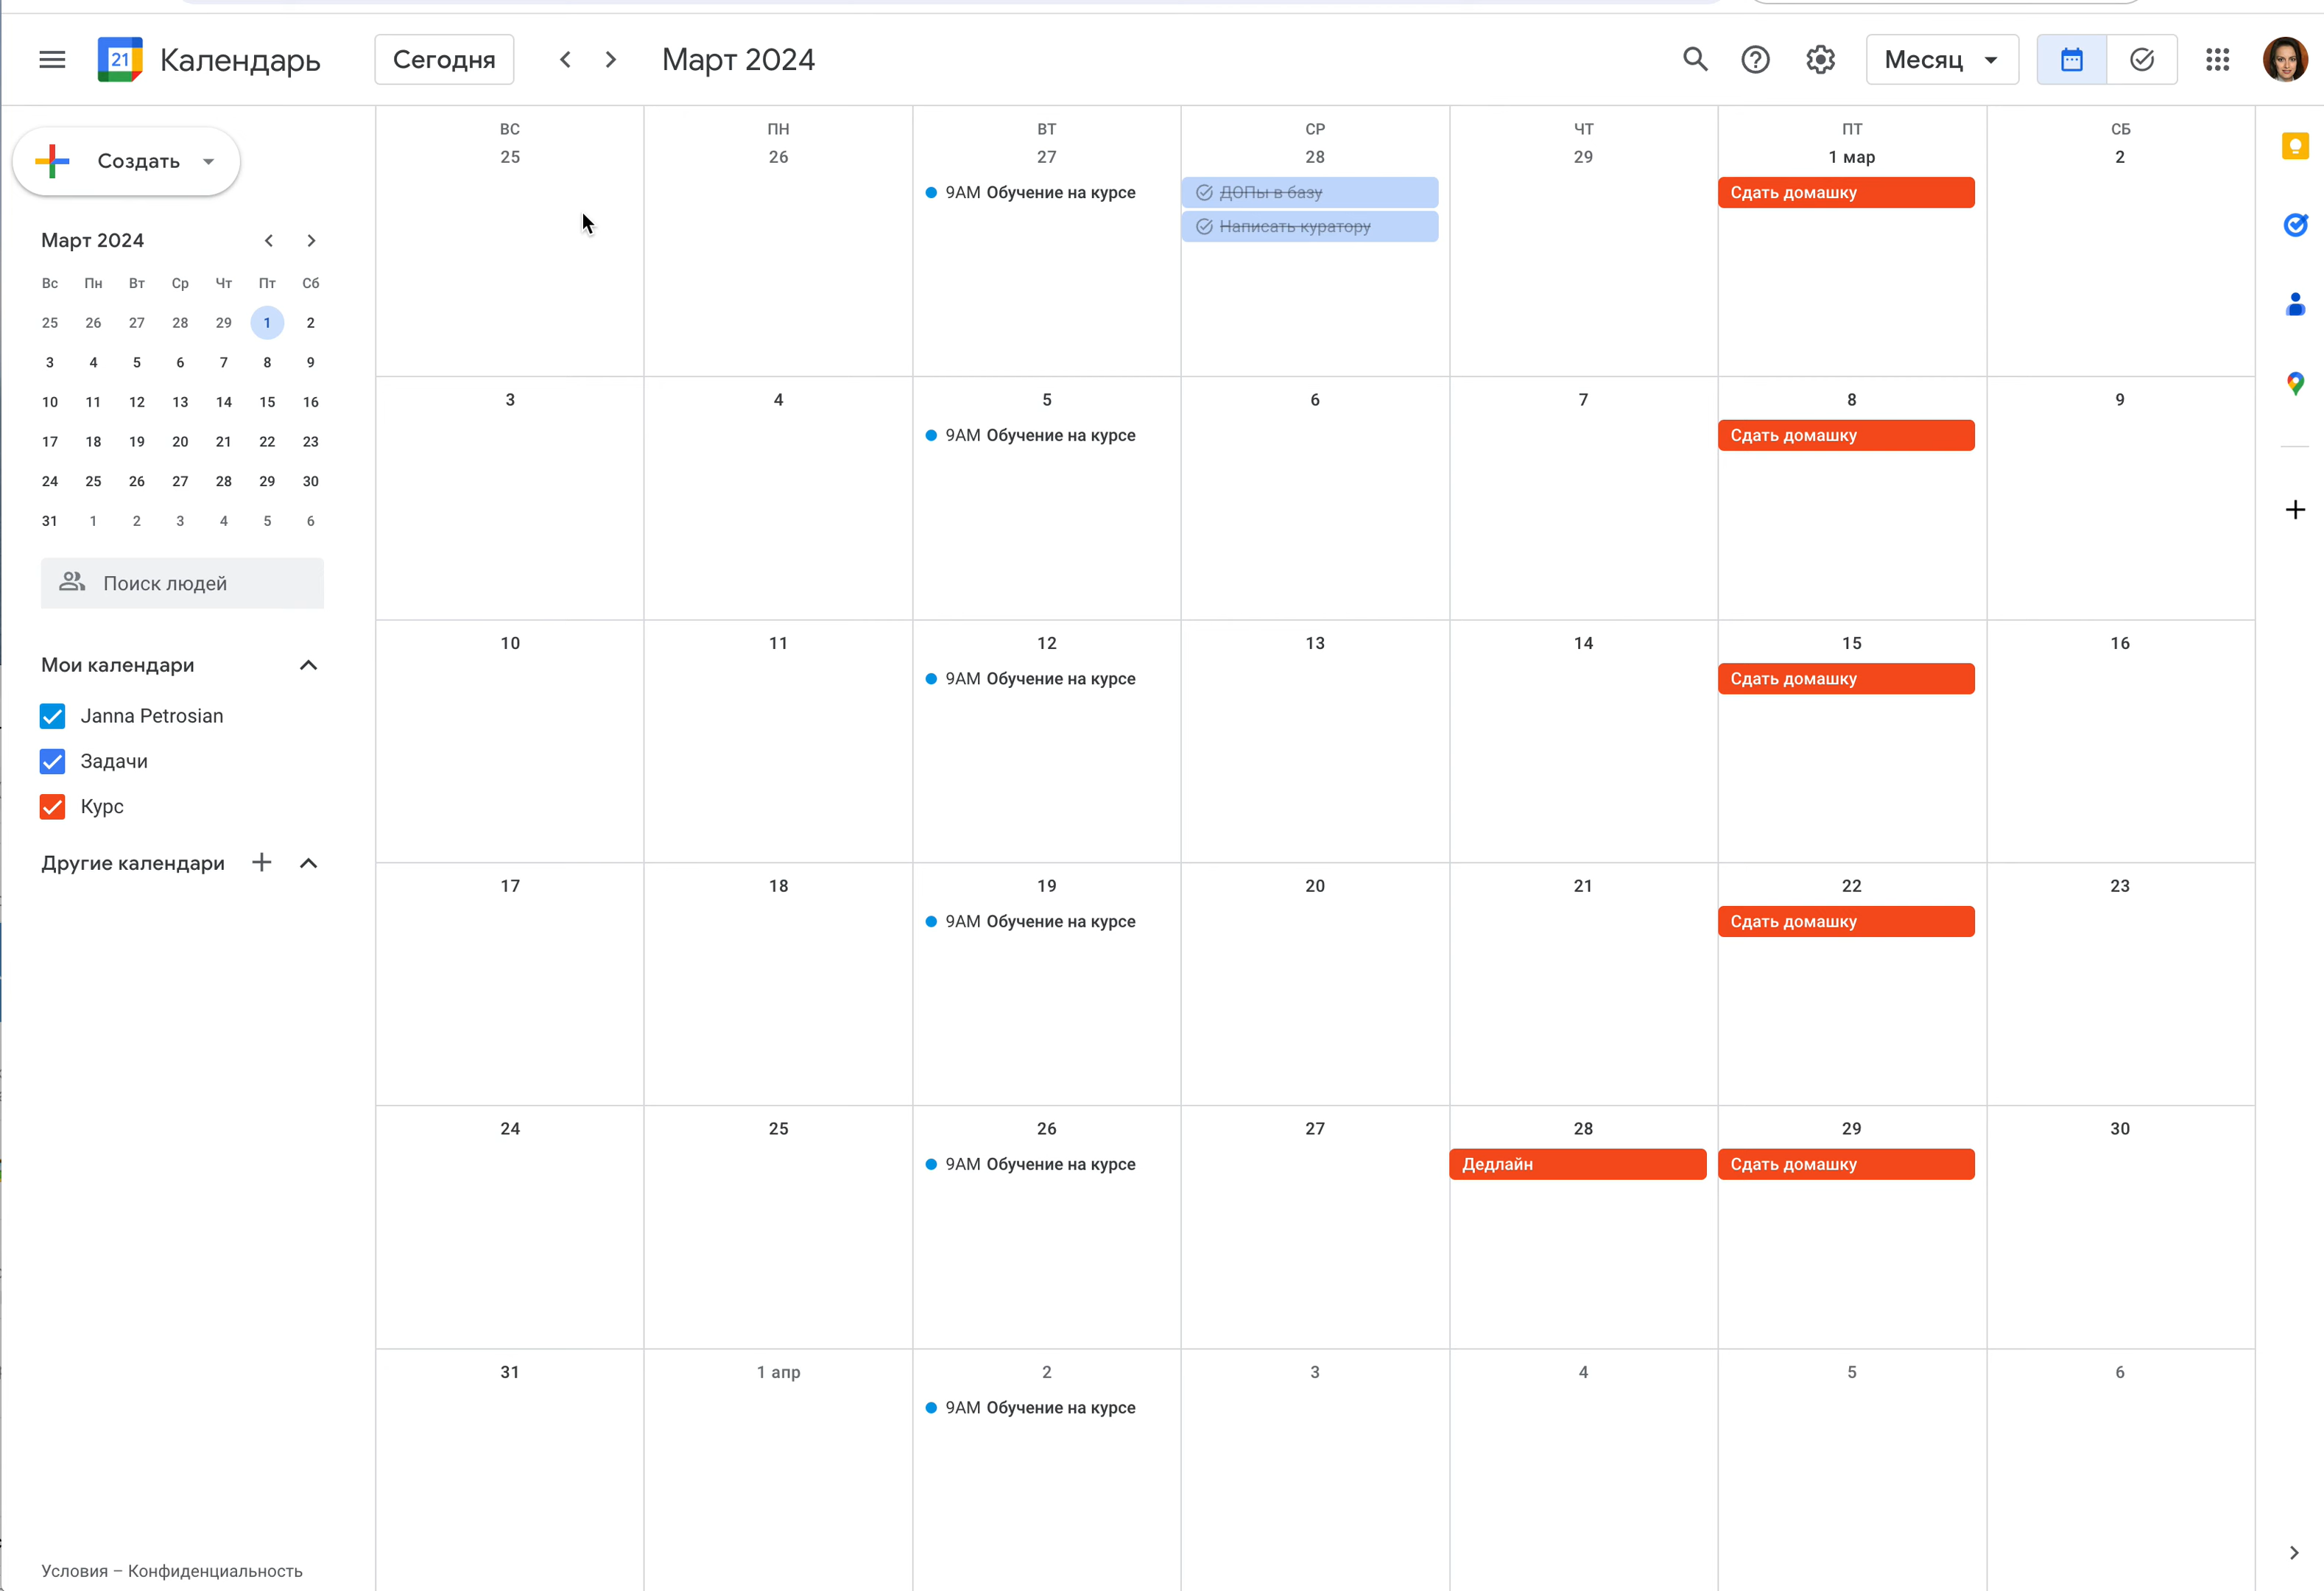 21 Календарь Сегодня Март 2024 Месяц
Создать
Март 2024
Вс Пн Вт Ср Чт Пт Сб
25 26 27 28 29 1 2
3 4 5 6 7 8 9
10 11 12 13 14 15 16
17 18 19 20 21 22 23
24 25 26 27 28 29 30
31 1 2 3 4 5 6
Поиск людей
Мои календари
Janna Petrosian
Задачи
Курс
Другие календари
Условия – Конфиденциальность
ВС ПН ВТ СР ЧТ ПТ СБ
25 26 27 28 29 1 мар 2
9AM Обучение на курсе ДОПы в базу Сдать домашку
Написать куратору
3 4 5 6 7 8 9
9AM Обучение на курсе Сдать домашку
10 11 12 13 14 15 16
9AM Обучение на курсе Сдать домашку
17 18 19 20 21 22 23
9AM Обучение на курсе Сдать домашку
24 25 26 27 28 29 30
9AM Обучение на курсе Дедлайн Сдать домашку
31 1 апр 2 3 4 5 6
9AM Обучение на курсе